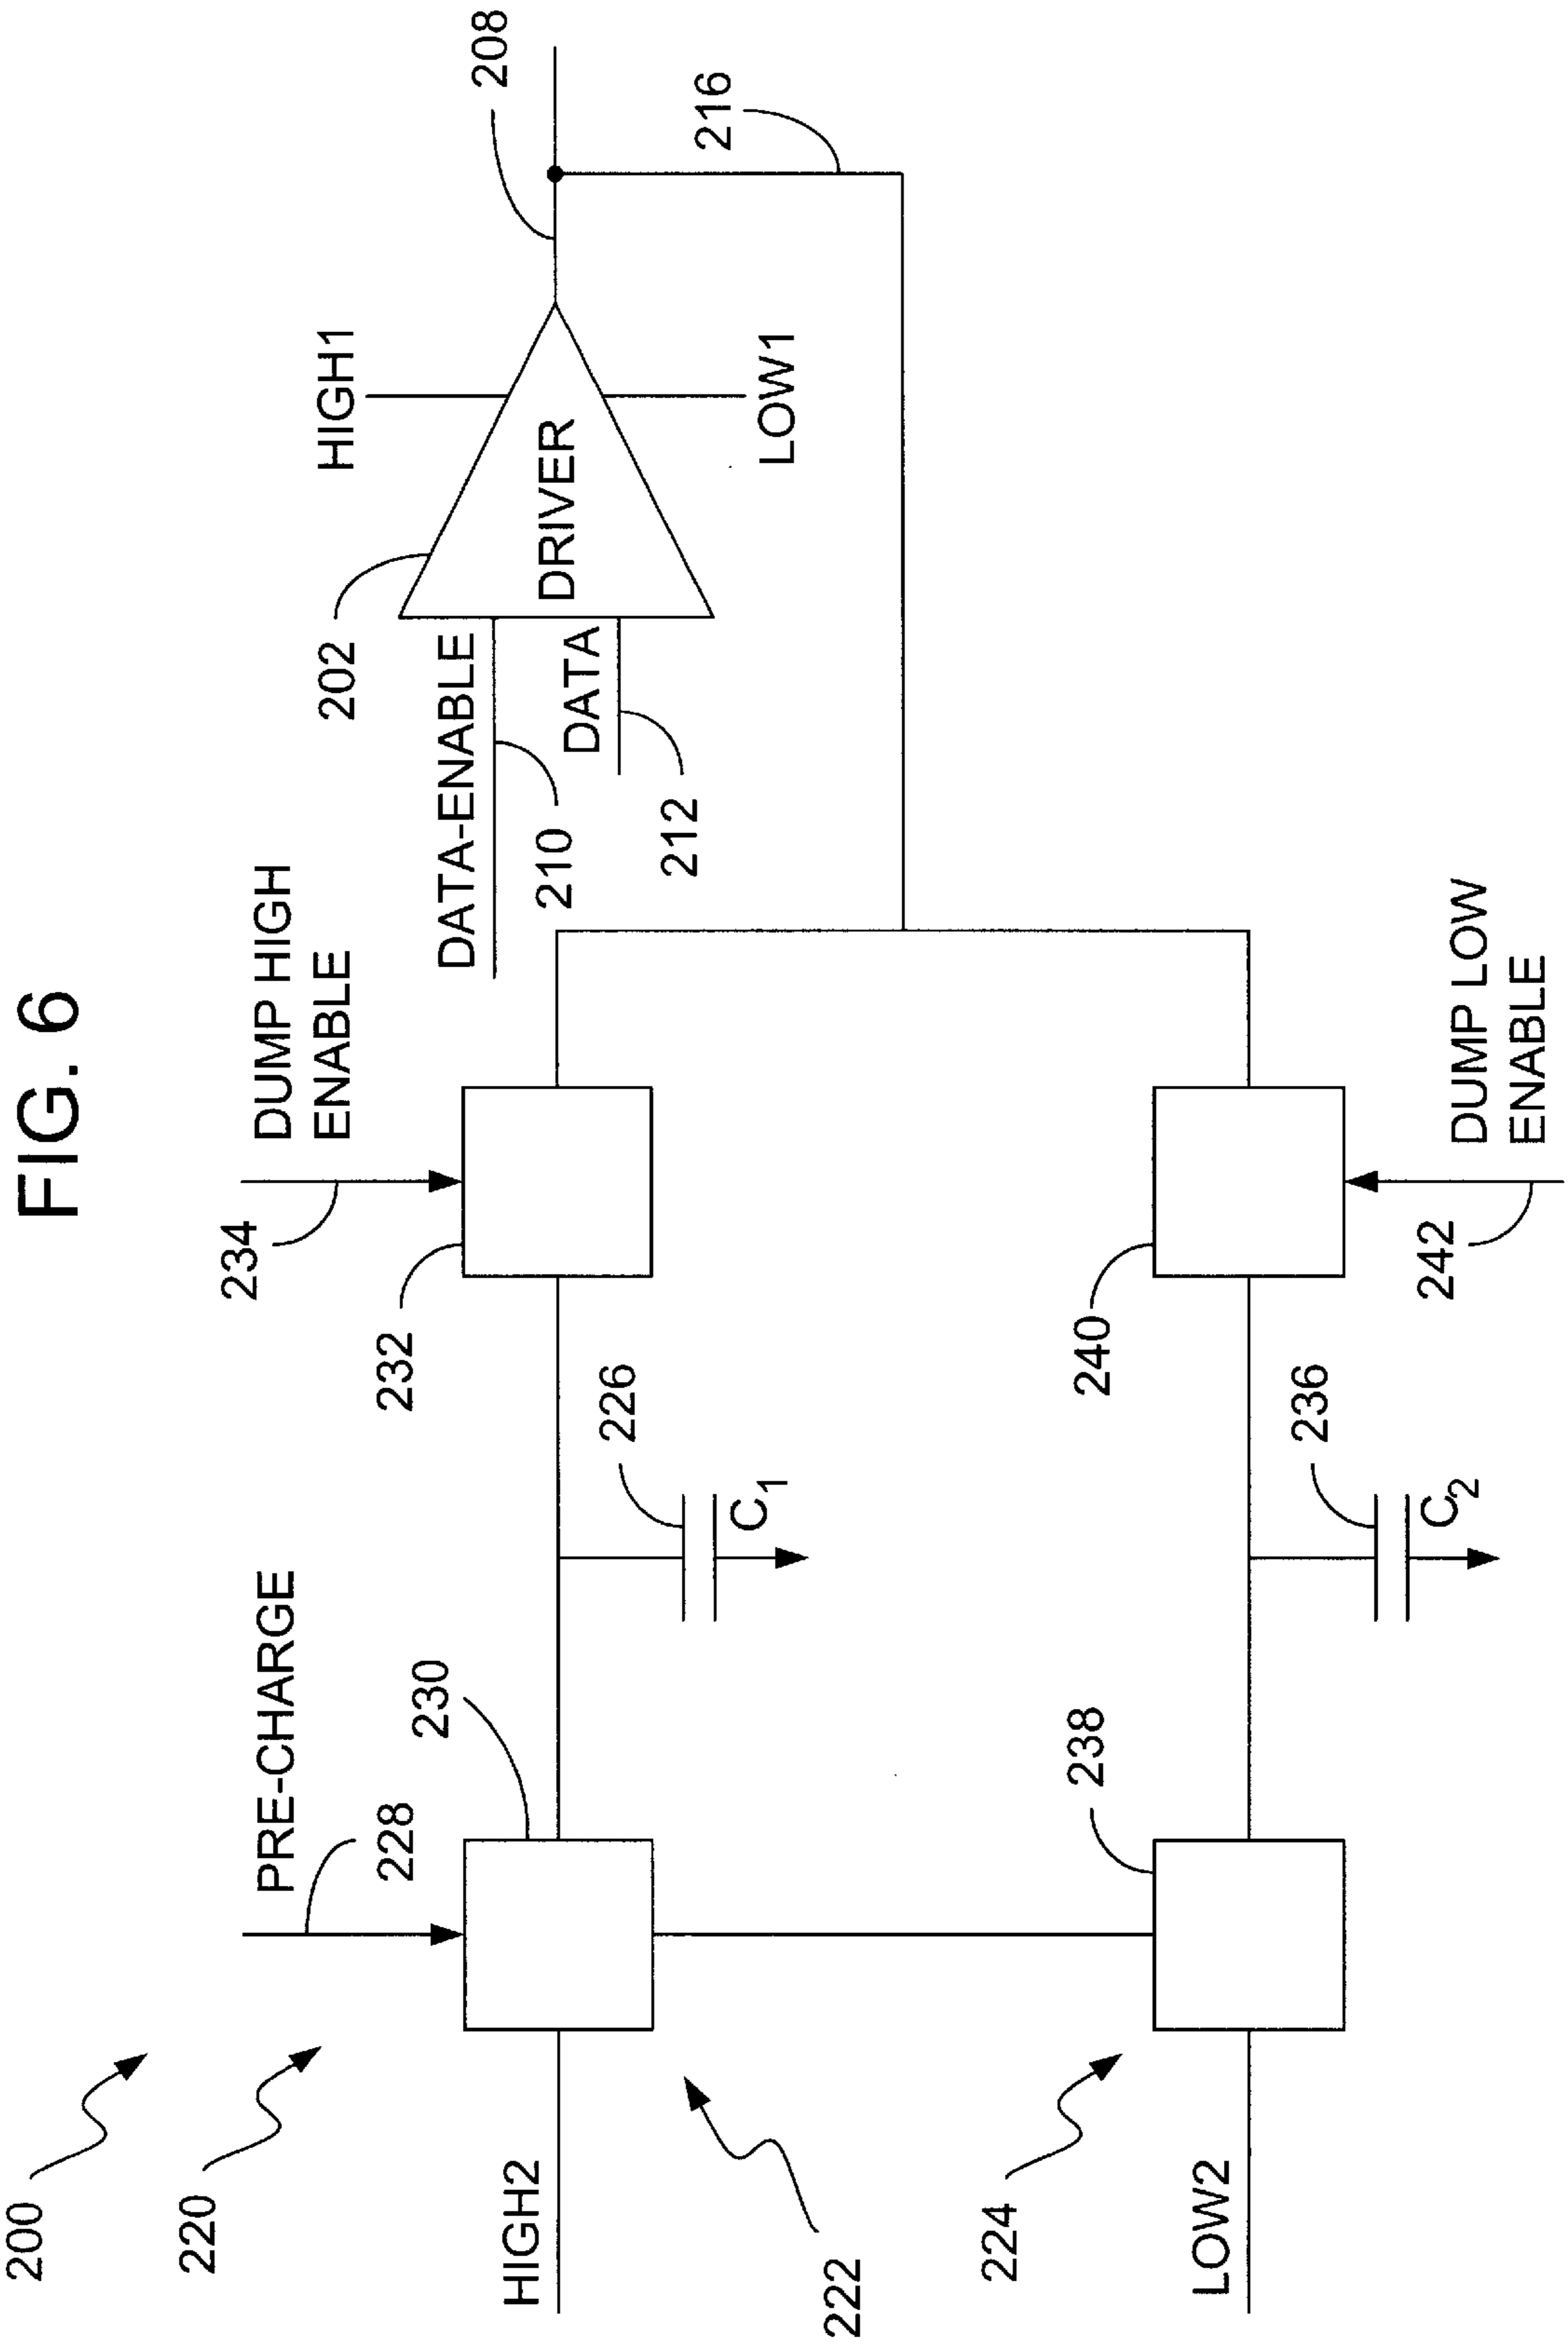 FIG. 6
200
220
PRE-CHARGE
228
230
234
DUMP HIGH
ENABLE
232
HIGH2
222
226
C1
DATA-ENABLE
210
DATA
212
202
DRIVER
HIGH1
LOW1
208
216
224
LOW2
238
236
C2
240
242
DUMP LOW
ENABLE